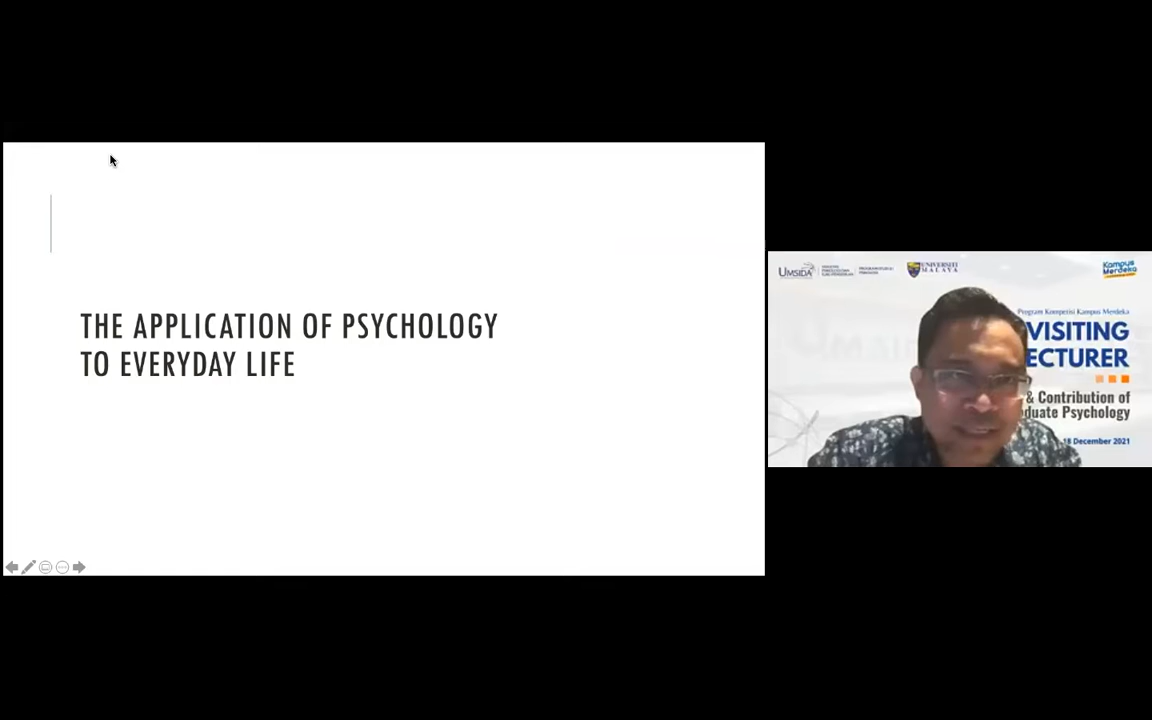 THE APPLICATION OF PSYCHOLOGY
TO EVERYDAY LIFE
UMSIDA
UNIVERSITI
MALAYA
Kampus
Merdeka
Program Kompetisi Kampus Merdeka
VISITING
ECTURER
& Contribution of
duate Psychology
18 December 2021